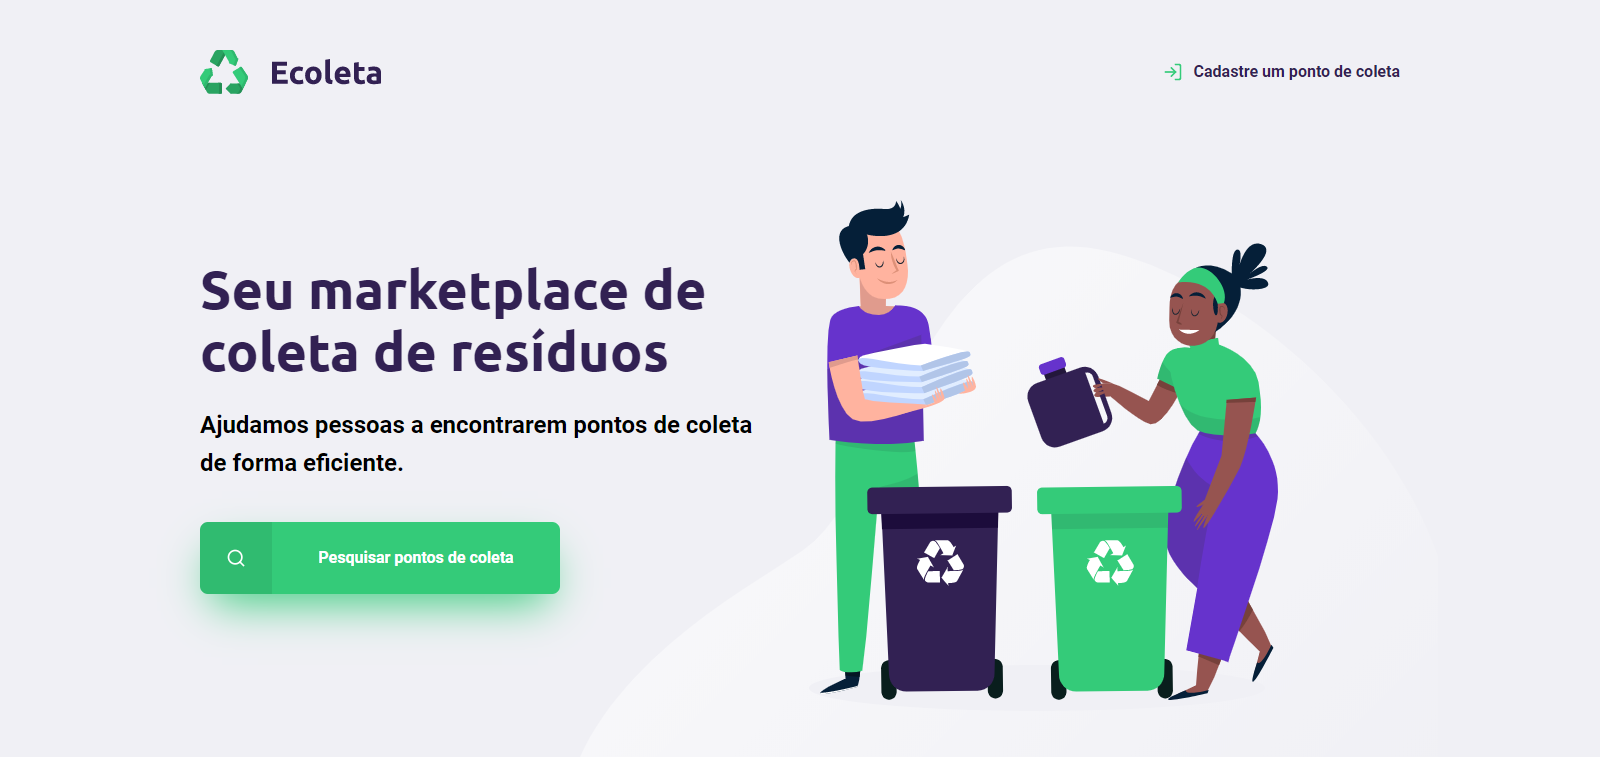 Ecoleta
Cadastre um ponto de coleta
Seu marketplace de
coleta de resíduos
Ajudamos pessoas a encontrarem pontos de coleta
de forma eficiente.
Pesquisar pontos de coleta